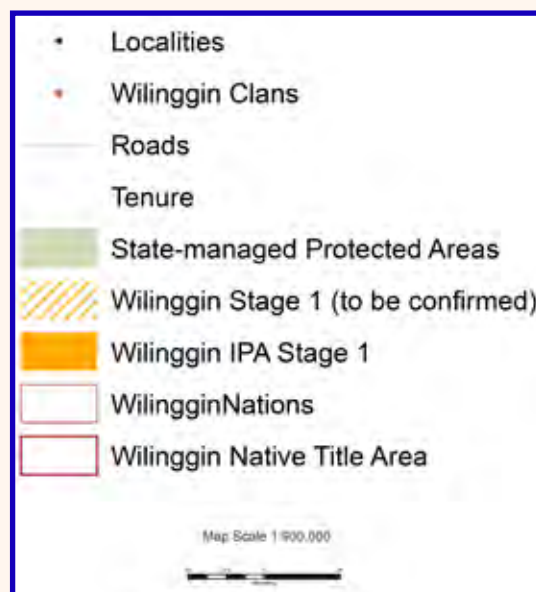 Localities
Wilinggin Clans
Roads
Tenure
State-managed Protected Areas
Wilinggin Stage 1 (to be confirmed)
Wilinggin IPA Stage 1
WilingginNations
Wilinggin Native Title Area
Map Scale 1:900,000